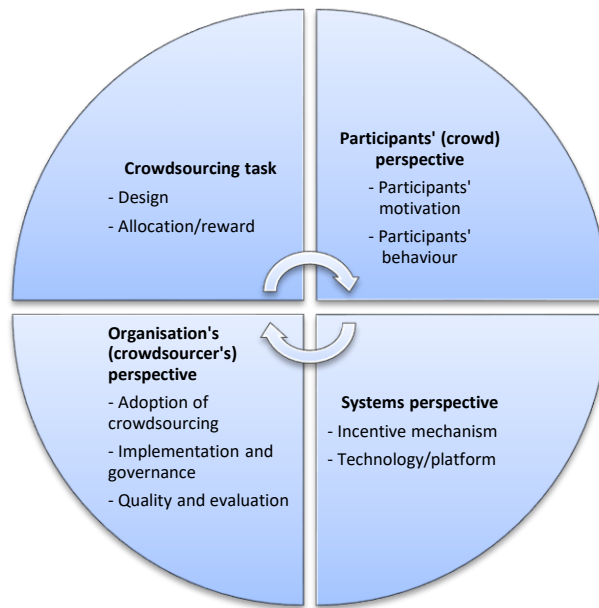 Crowdsourcing task
- Design
- Allocation/reward
Participants' (crowd)
perspective
- Participants'
motivation
- Participants'
behaviour
Organisation's
(crowdsourcer's)
perspective
- Adoption of
crowdsourcing
- Implementation and
governance
- Quality and evaluation
Systems perspective
- Incentive mechanism
- Technology/platform